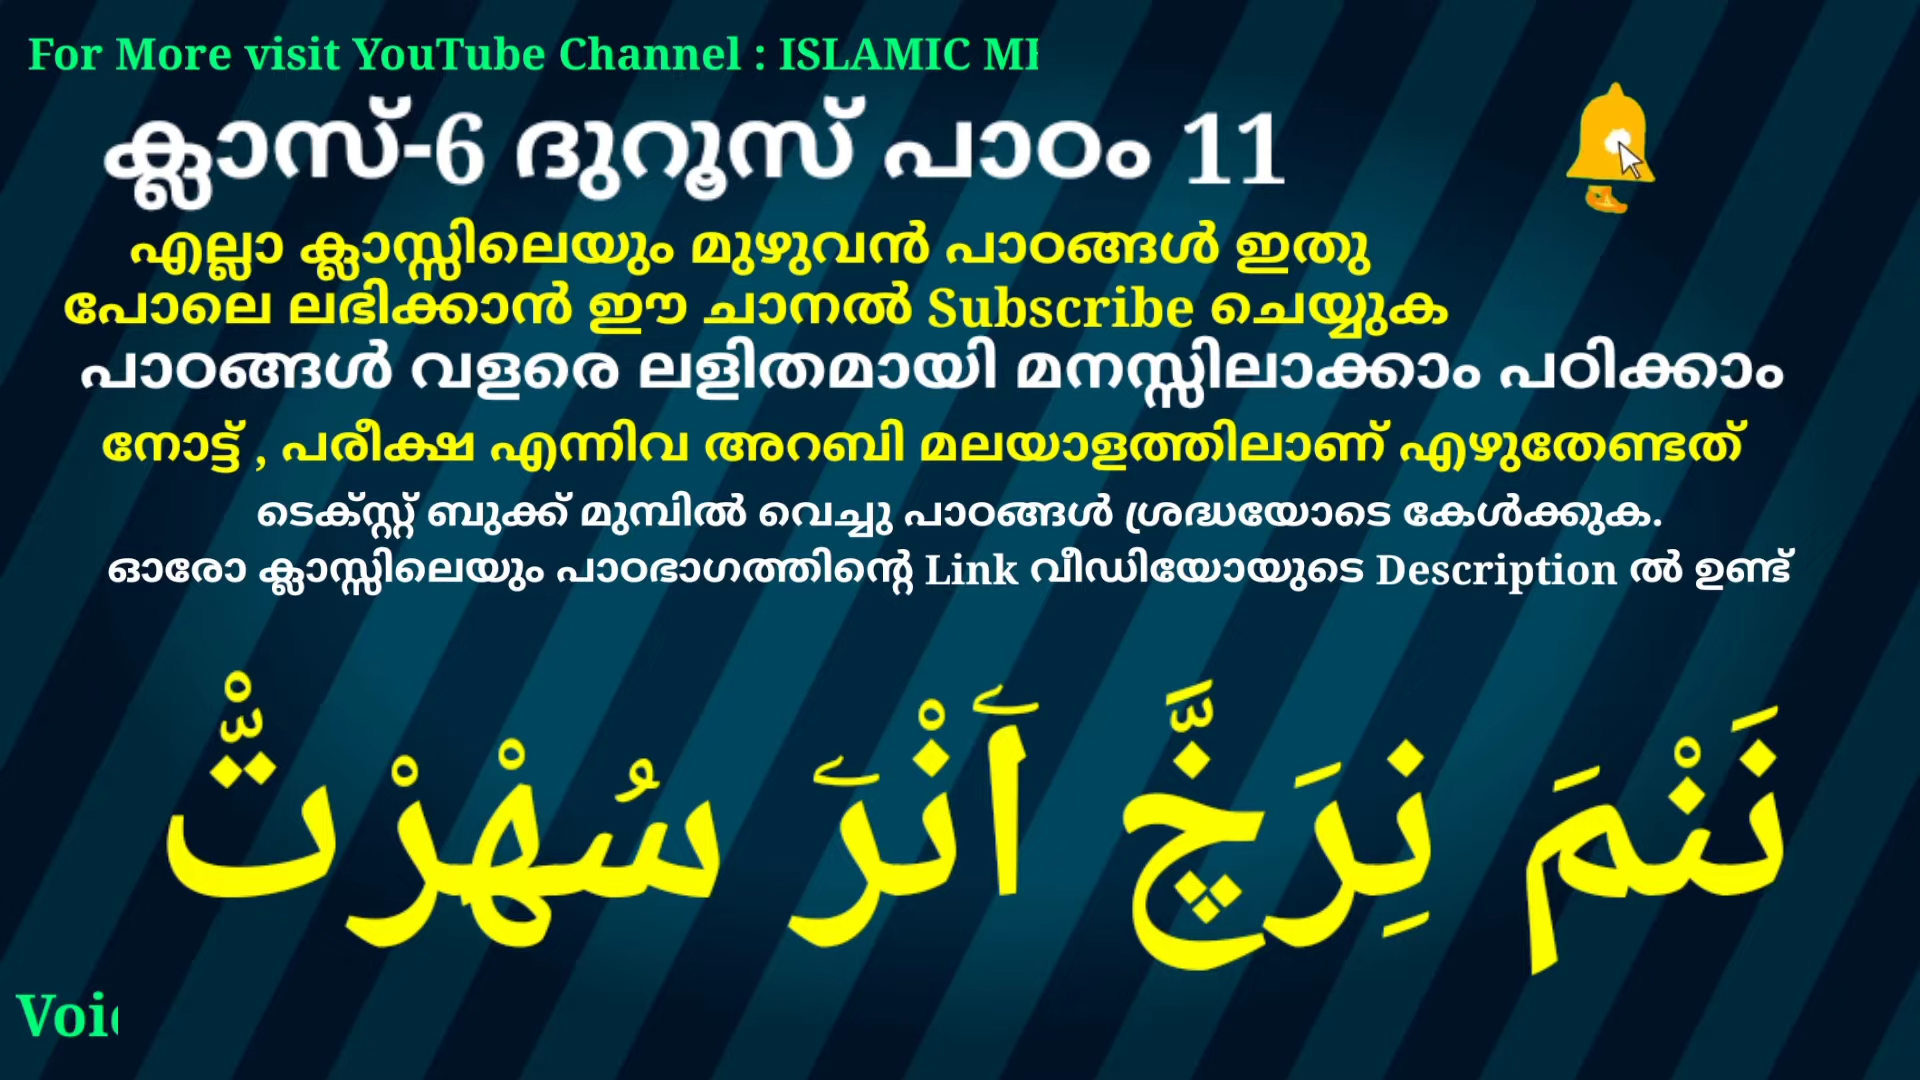 For More visit YouTube Channel : ISLAMIC
ക്ലാസ്-6 ദുറൂസ് പാഠം 11
എല്ലാ ക്ലാസ്സിലെയും മുഴുവൻ പാഠങ്ങൾ ഇതു
പോലെ ലഭിക്കാൻ ഈ ചാനൽ Subscribe ചെയ്യുക
പാഠങ്ങൾ വളരെ ലളിതമായി മനസ്സിലാക്കാം പഠിക്കാം
നോട്ട് , പരീക്ഷ എന്നിവ അറബി മലയാളത്തിലാണ് എഴുതേണ്ടത്
ടെക്സ്റ്റ് ബുക്ക് മുമ്പിൽ വെച്ചു പാഠങ്ങൾ ശ്രദ്ധയോടെ കേൾക്കുക.
ഓരോ ക്ലാസ്സിലെയും പാഠഭാഗത്തിന്റെ Link വീഡിയോയുടെ Description ൽ ഉണ്ട്
نَنْمَ نِرَچَّ أٰنْرَ سُهْرْتّْ